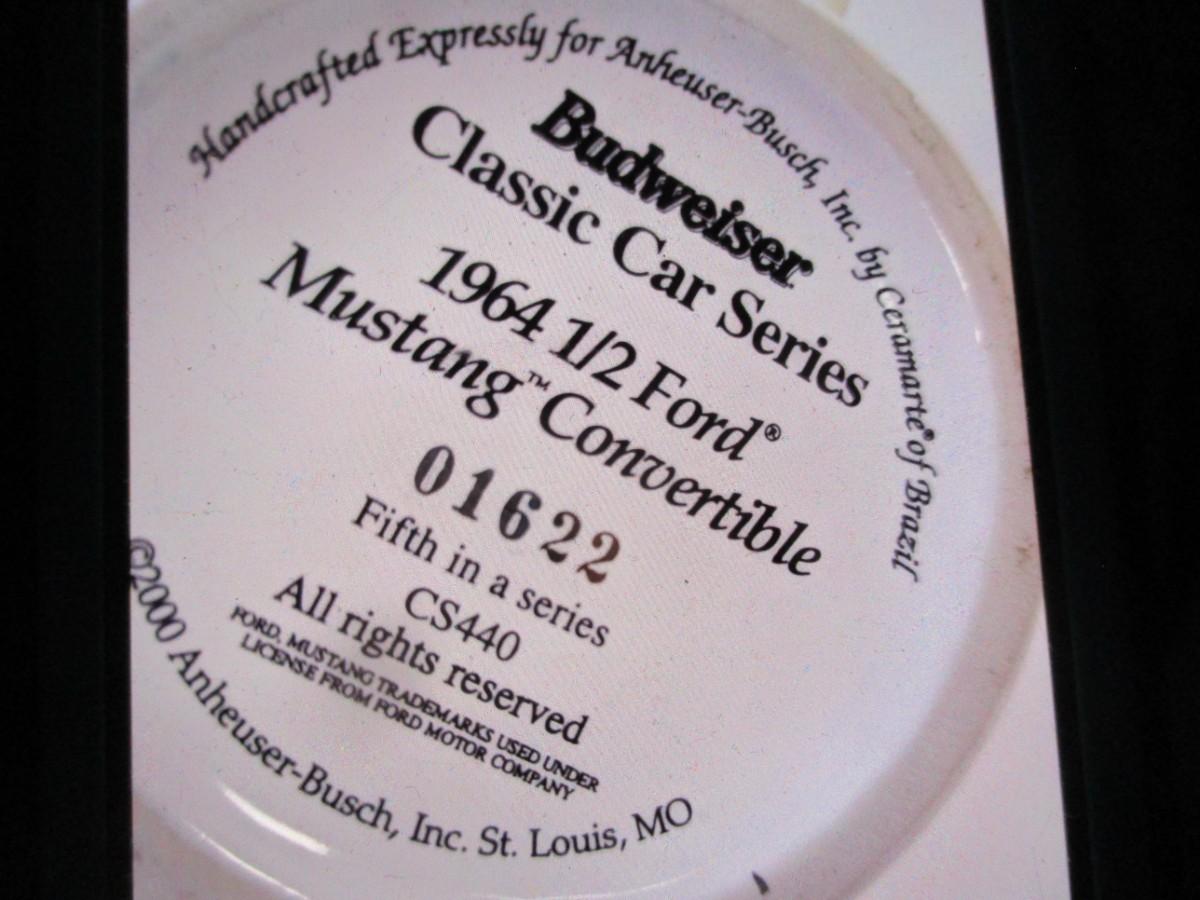 Handcrafted Expressly for Anheuser-Busch, Inc. by Ceramarte® of Brazil
Budweiser
Classic Car Series
1964 1/2 Ford®
Mustang™ Convertible
01622
Fifth in a series
CS440
All rights reserved
FORD, MUSTANG TRADEMARKS USED UNDER
LICENSE FROM FORD MOTOR COMPANY
©2000 Anheuser-Busch, Inc. St. Louis, MO